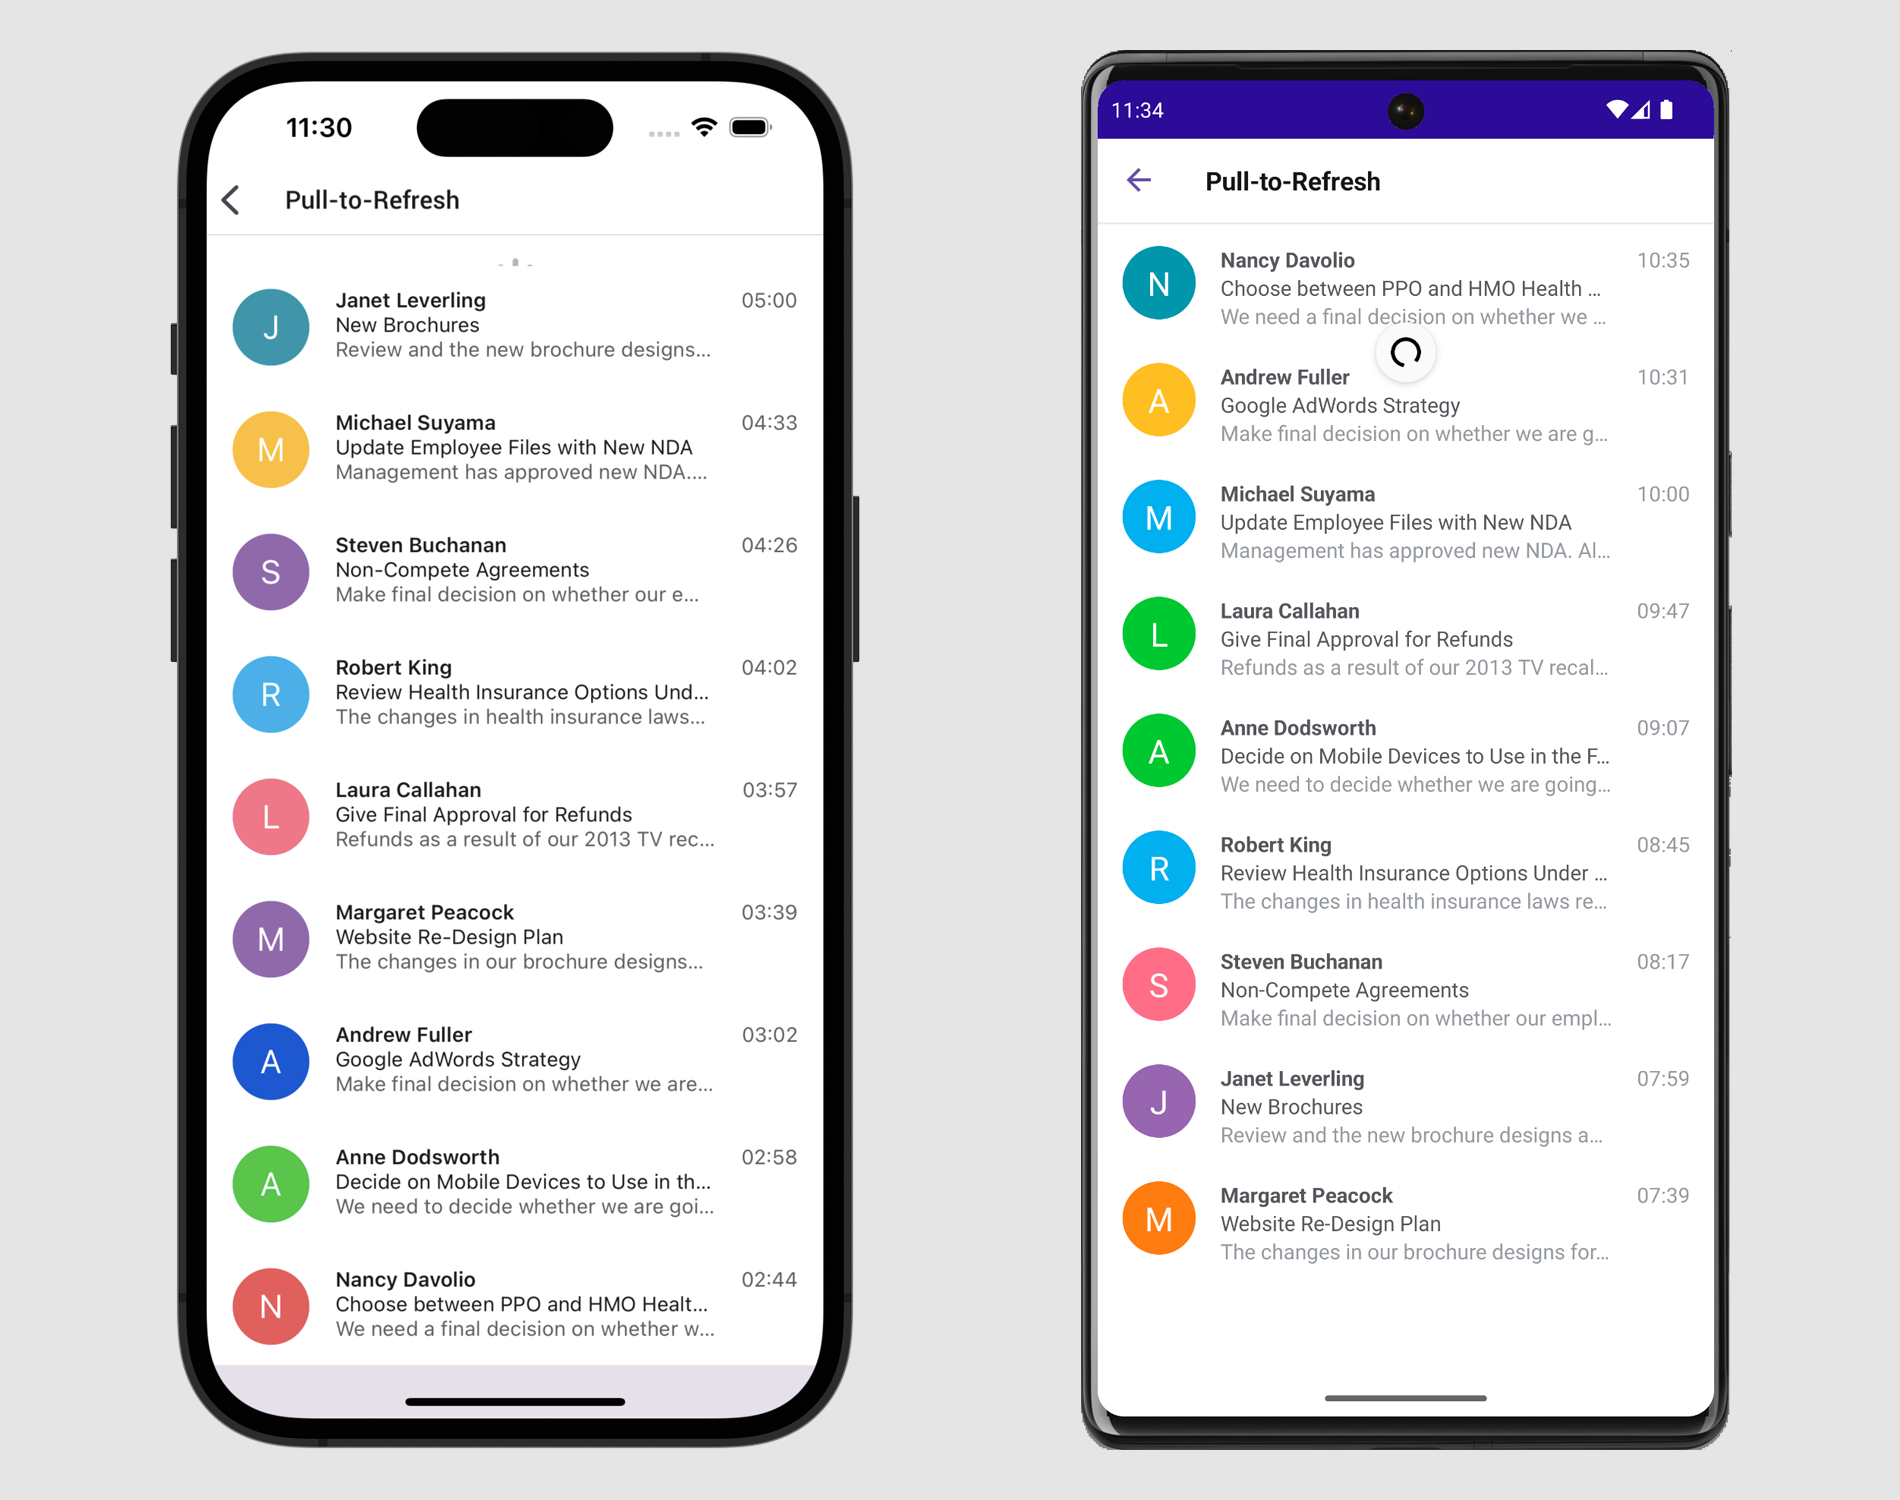 11:30
Pull-to-Refresh
J
Janet Leverling
05:00
New Brochures
Review and the new brochure designs...
M
Michael Suyama
04:33
Update Employee Files with New NDA
Management has approved new NDA....
S
Steven Buchanan
04:26
Non-Compete Agreements
Make final decision on whether our e...
R
Robert King
04:02
Review Health Insurance Options Und...
The changes in health insurance laws...
L
Laura Callahan
03:57
Give Final Approval for Refunds
Refunds as a result of our 2013 TV rec...
M
Margaret Peacock
03:39
Website Re-Design Plan
The changes in our brochure designs...
A
Andrew Fuller
03:02
Google AdWords Strategy
Make final decision on whether we are...
A
Anne Dodsworth
02:58
Decide on Mobile Devices to Use in th...
We need to decide whether we are goi...
N
Nancy Davolio
02:44
Choose between PPO and HMO Healt...
We need a final decision on whether w...
11:34
Pull-to-Refresh
N
Nancy Davolio
10:35
Choose between PPO and HMO Health ...
We need a final decision on whether we ...
A
Andrew Fuller
10:31
Google AdWords Strategy
Make final decision on whether we are g...
M
Michael Suyama
10:00
Update Employee Files with New NDA
Management has approved new NDA. Al...
L
Laura Callahan
09:47
Give Final Approval for Refunds
Refunds as a result of our 2013 TV recal...
A
Anne Dodsworth
09:07
Decide on Mobile Devices to Use in the F...
We need to decide whether we are going...
R
Robert King
08:45
Review Health Insurance Options Under ...
The changes in health insurance laws re...
S
Steven Buchanan
08:17
Non-Compete Agreements
Make final decision on whether our empl...
J
Janet Leverling
07:59
New Brochures
Review and the new brochure designs a...
M
Margaret Peacock
07:39
Website Re-Design Plan
The changes in our brochure designs for...